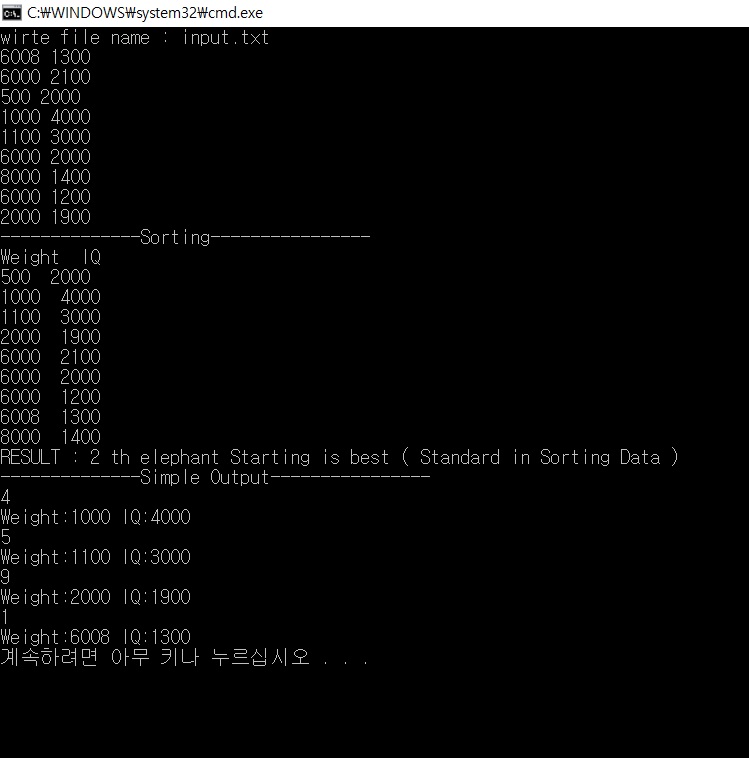 C:\WINDOWS\system32\cmd.exe
wirte file name : input.txt
6008 1300
6000 2100
500 2000
1000 4000
1100 3000
6000 2000
8000 1400
6000 1200
2000 1900
--------------Sorting----------------
Weight  IQ
500  2000
1000  4000
1100  3000
2000  1900
6000  2100
6000  2000
6000  1200
6008  1300
8000  1400
RESULT : 2 th elephant Starting is best ( Standard in Sorting Data )
--------------Simple Output----------------
4
Weight:1000 IQ:4000
5
Weight:1100 IQ:3000
9
Weight:2000 IQ:1900
1
Weight:6008 IQ:1300
계속하려면 아무 키나 누르십시오 . . .